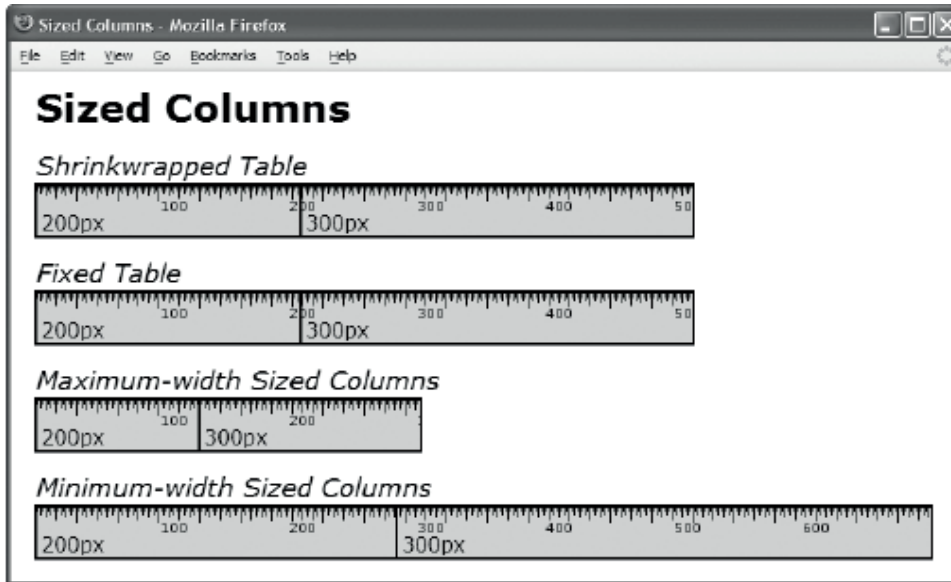 Sized Columns - Mozilla Firefox
File Edit View Go Bookmarks Tools Help
Sized Columns
Shrinkwrapped Table
100 200 300 400 50
200px 300px
Fixed Table
100 200 300 400 50
200px 300px
Maximum-width Sized Columns
100 200
200px 300px
Minimum-width Sized Columns
100 200 300 400 500 600
200px 300px